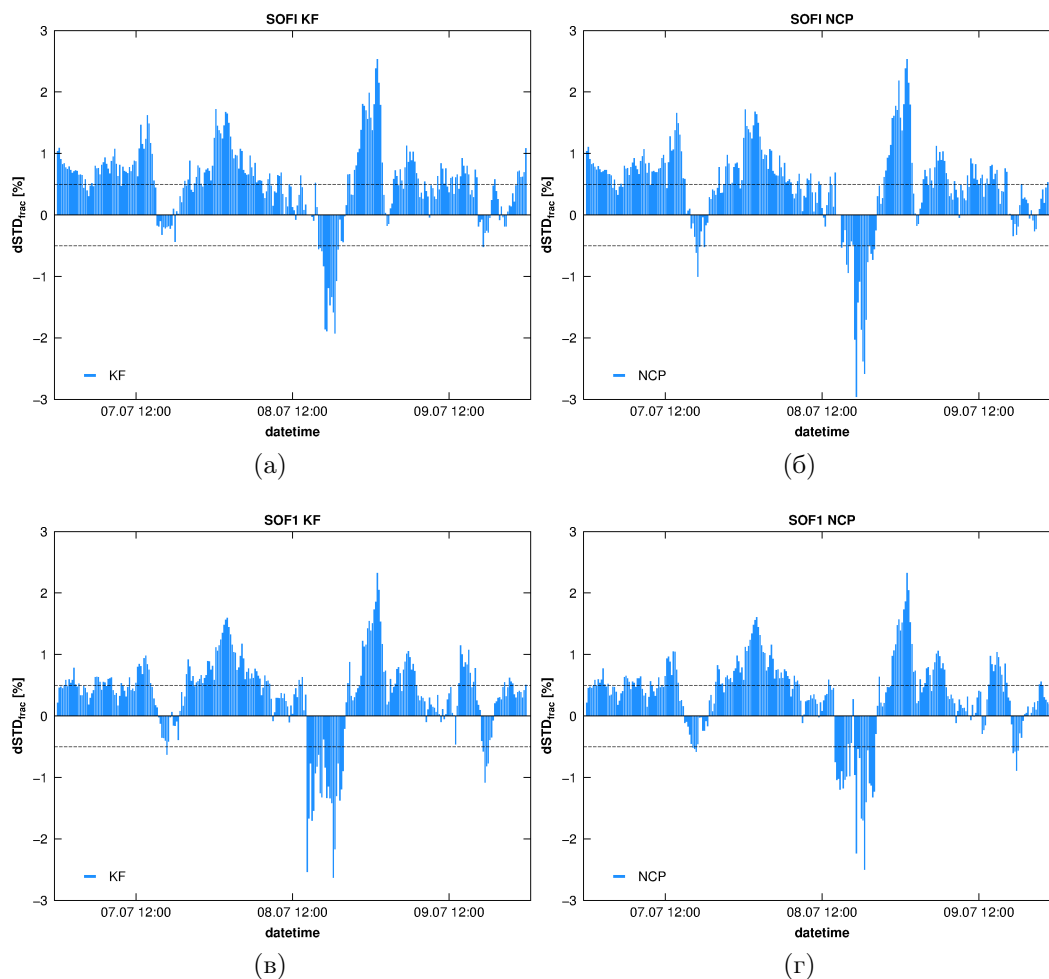 SOFI KF
3
2
1
0
−1
−2
−3
dSTDfrac [%]
KF
07.07 12:00
08.07 12:00
09.07 12:00
datetime
(а)
SOFI NCP
3
2
1
0
−1
−2
−3
dSTDfrac [%]
NCP
07.07 12:00
08.07 12:00
09.07 12:00
datetime
(б)
SOF1 KF
3
2
1
0
−1
−2
−3
dSTDfrac [%]
KF
07.07 12:00
08.07 12:00
09.07 12:00
datetime
(в)
SOF1 NCP
3
2
1
0
−1
−2
−3
dSTDfrac [%]
NCP
07.07 12:00
08.07 12:00
09.07 12:00
datetime
(г)